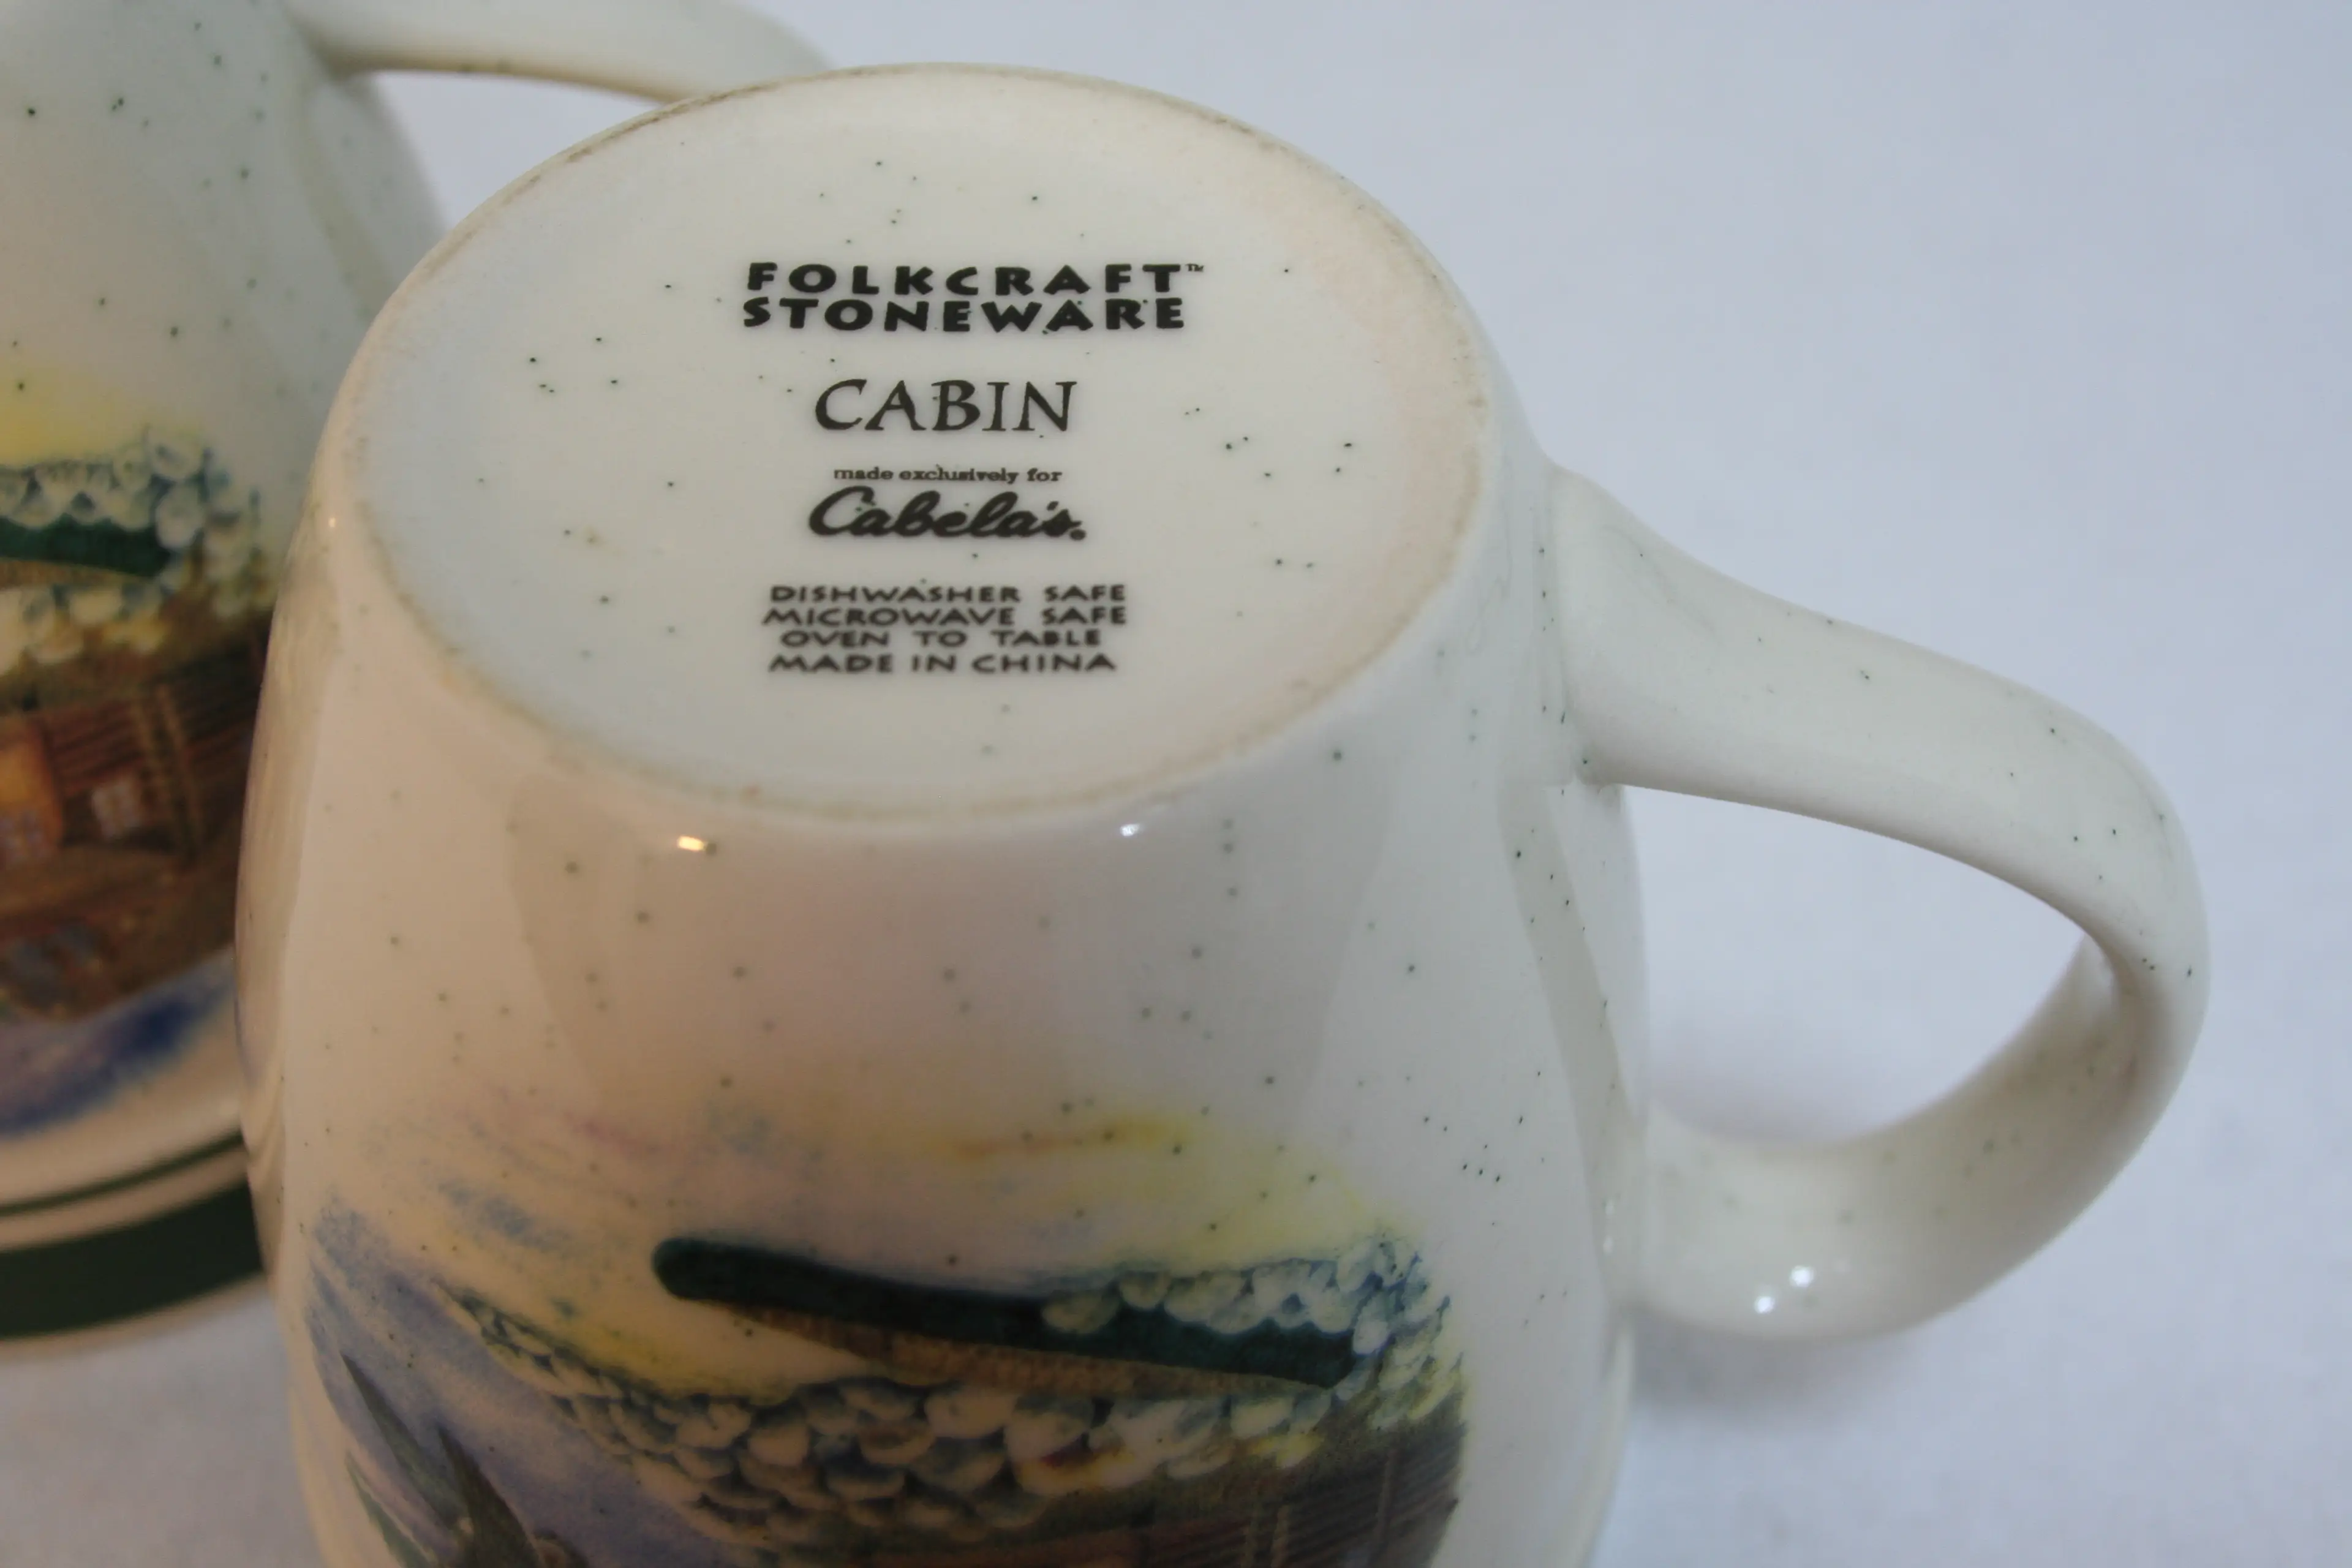 FOLKCRAFT™
STONEWARE
CABIN
made exclusively for
Cabela's.
DISHWASHER SAFE
MICROWAVE SAFE
OVEN TO TABLE
MADE IN CHINA